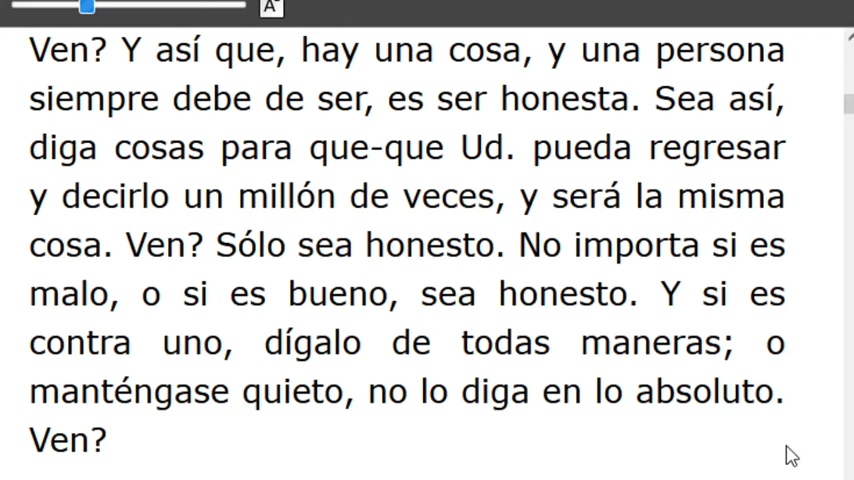 A
Ven? Y así que, hay una cosa, y una persona
siempre debe de ser, es ser honesta. Sea así,
diga cosas para que-que Ud. pueda regresar
y decirlo un millón de veces, y será la misma
cosa. Ven? Sólo sea honesto. No importa si es
malo, o si es bueno, sea honesto. Y si es
contra uno, dígalo de todas maneras; o
manténgase quieto, no lo diga en lo absoluto.
Ven?